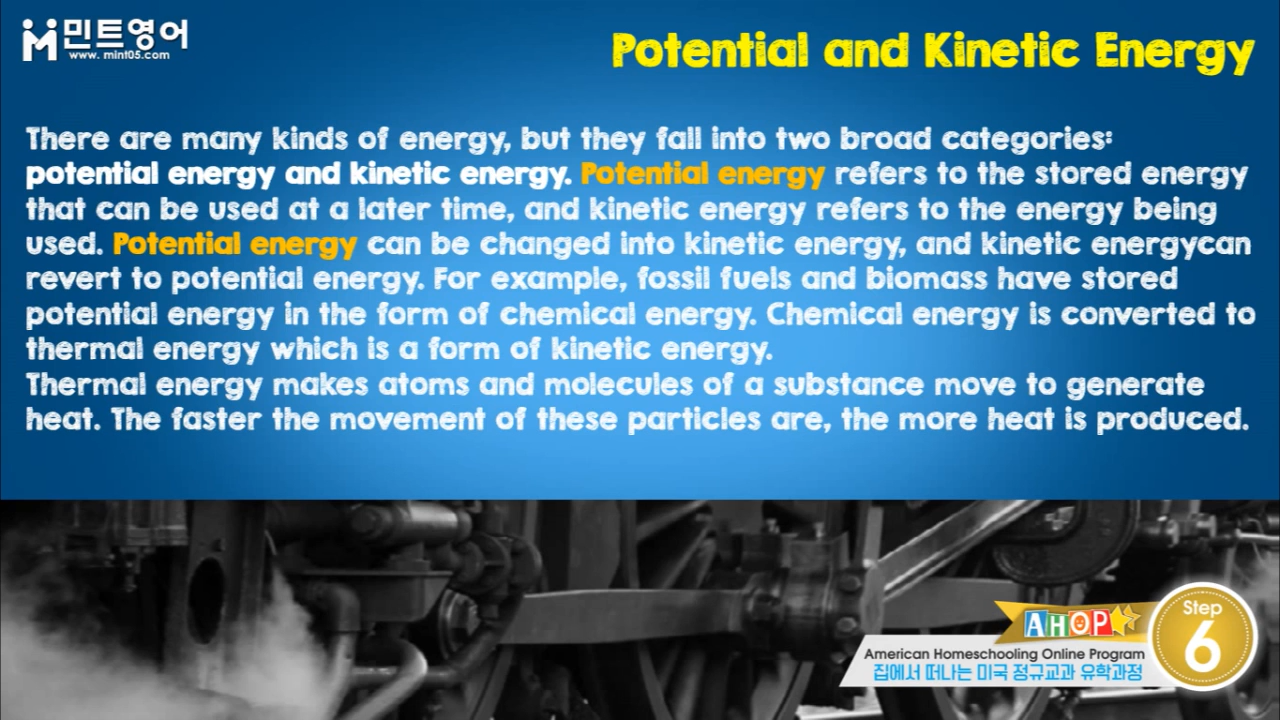 민트영어
www. mint05.com
Potential and Kinetic Energy
There are many kinds of energy, but they fall into two broad categories:
potential energy and kinetic energy. Potential energy refers to the stored energy
that can be used at a later time, and kinetic energy refers to the energy being
used. Potential energy can be changed into kinetic energy, and kinetic energycan
revert to potential energy. For example, fossil fuels and biomass have stored
potential energy in the form of chemical energy. Chemical energy is converted to
thermal energy which is a form of kinetic energy.
Thermal energy makes atoms and molecules of a substance move to generate
heat. The faster the movement of these particles are, the more heat is produced.
AHOP
American Homeschooling Online Program
집에서 떠나는 미국 정규교과 유학과정
Step
6